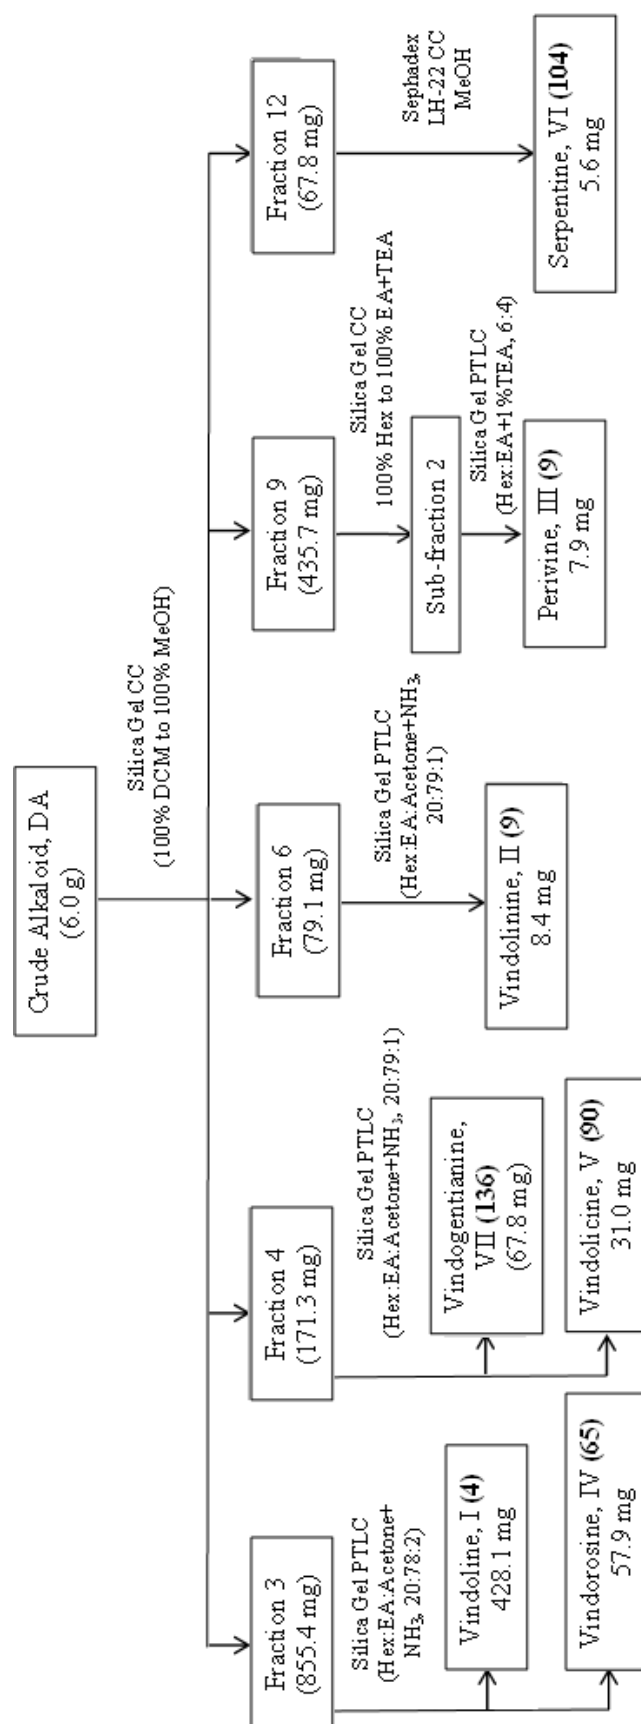 Crude Alkaloid, DA
(6.0 g)
Silica Gel CC
(100% DCM to 100% MeOH)
Fraction 3
(855.4 mg)
Silica Gel PTLC
(Hex:EA:Acetone+
NH₃, 20:78:2)
Vindoline, I (4)
428.1 mg
Vindorosine, IV (65)
57.9 mg
Fraction 4
(171.3 mg)
Silica Gel PTLC
(Hex:EA:Acetone+NH₃, 20:79:1)
Vindogentianine,
VII (136)
(67.8 mg)
Vindolicine, V (90)
31.0 mg
Fraction 6
(79.1 mg)
Silica Gel PTLC
(Hex:EA:Acetone+NH₃,
20:79:1)
Vindolinine, II (9)
8.4 mg
Fraction 9
(435.7 mg)
Silica Gel CC
100% Hex to 100% EA+TEA
Sub-fraction 2
Silica Gel PTLC
(Hex:EA+1%TEA, 6:4)
Perivine, III (9)
7.9 mg
Fraction 12
(67.8 mg)
Sephadex
LH-22 CC
MeOH
Serpentine, VI (104)
5.6 mg